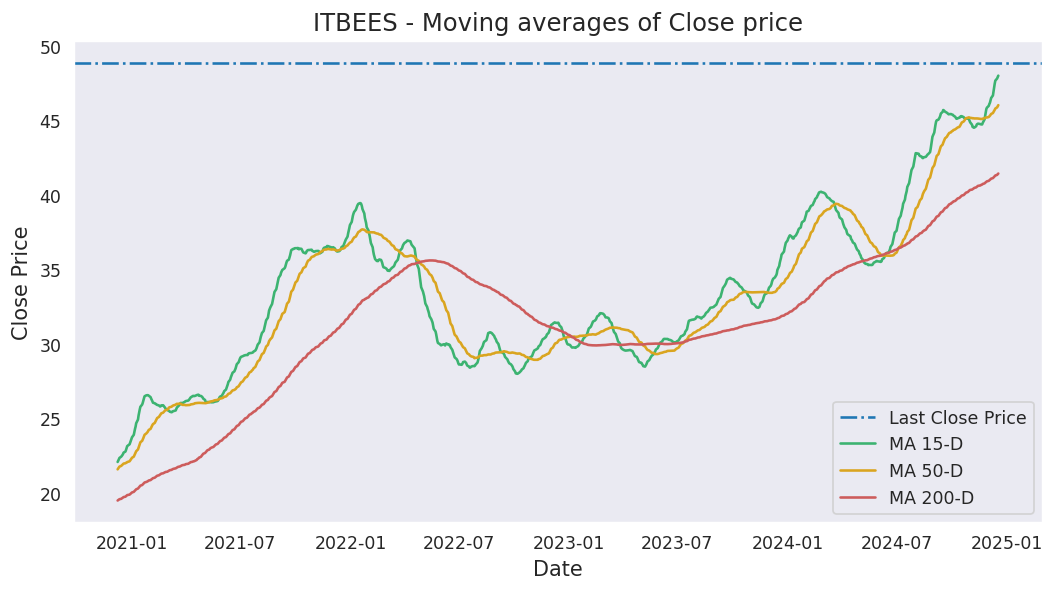 ITBEES - Moving averages of Close price
50
45
40
35
30
25
20
Close Price
2021-01 2021-07 2022-01 2022-07 2023-01 2023-07 2024-01 2024-07 2025-01
Date
Last Close Price
MA 15-D
MA 50-D
MA 200-D